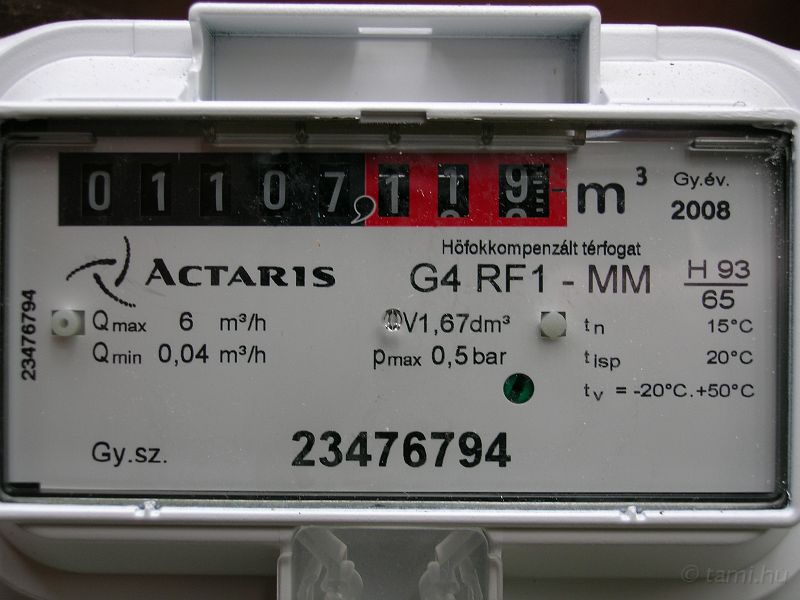 01107,119 m³
Gy.év.
2008
Höfokkompenzált térfogat
ACTARIS
G4 RF1 - MM
H 93
65
Qmax 6 m³/h
V1,67dm³
tn 15°C
Qmin 0,04 m³/h
pmax 0,5 bar
tisp 20°C
tv = -20°C.+50°C
23476794
Gy.sz. 23476794
© tami.hu